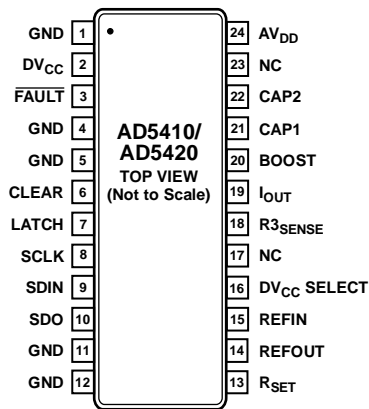 GND 1
DVCC 2
FAULT 3
GND 4
GND 5
CLEAR 6
LATCH 7
SCLK 8
SDIN 9
SDO 10
GND 11
GND 12
AD5410/
AD5420
TOP VIEW
(Not to Scale)
24 AVDD
23 NC
22 CAP2
21 CAP1
20 BOOST
19 IOUT
18 R3SENSE
17 NC
16 DVCC SELECT
15 REFIN
14 REFOUT
13 RSET